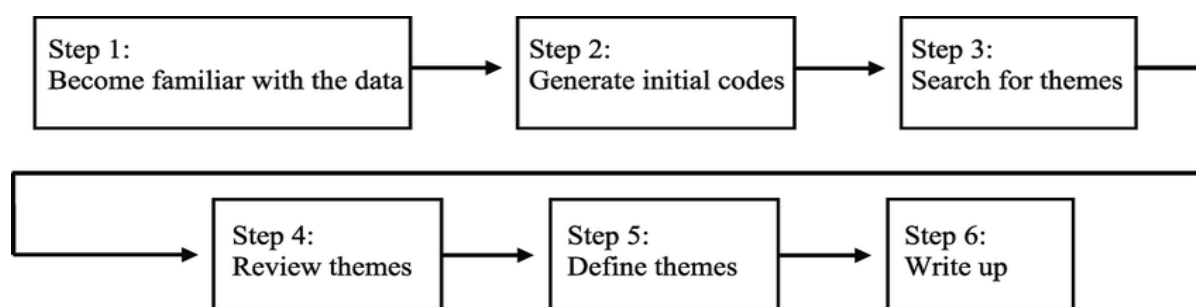 Step 1:
Become familiar with the data
Step 2:
Generate initial codes
Step 3:
Search for themes
Step 4:
Review themes
Step 5:
Define themes
Step 6:
Write up